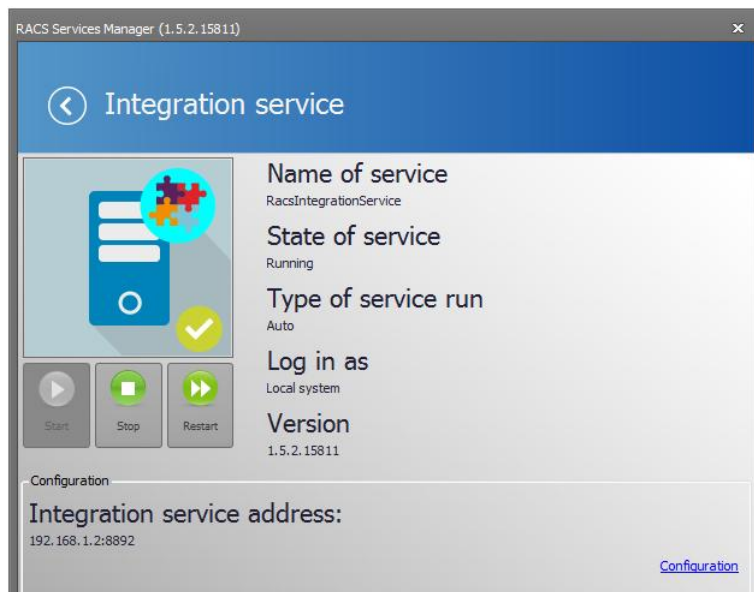 RACS Services Manager (1.5.2.15811)
Integration service
Name of service
RacsIntegrationService
State of service
Running
Type of service run
Auto
Log in as
Local system
Version
1.5.2.15811
Start
Stop
Restart
Configuration
Integration service address:
192.168.1.2:8892
Configuration